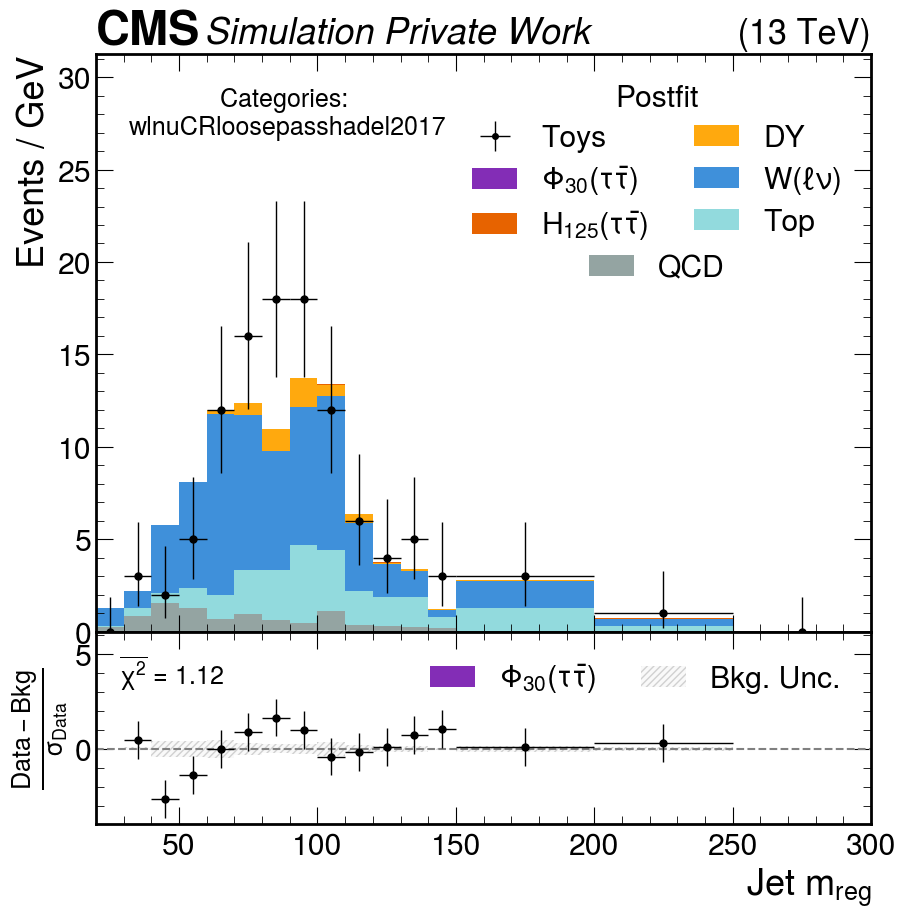 CMS Simulation Private Work (13 TeV)
Events / GeV
Categories:
wlnuCRloosepasshadel2017
Postfit
Toys
Φ30(ττ̄)
H125(ττ̄)
DY
W(ℓν)
Top
QCD
30
25
20
15
10
5
0
χ² = 1.12
Φ30(ττ̄)
Bkg. Unc.
Data – Bkg
σData
5
0
50 100 150 200 250 300
Jet mreg